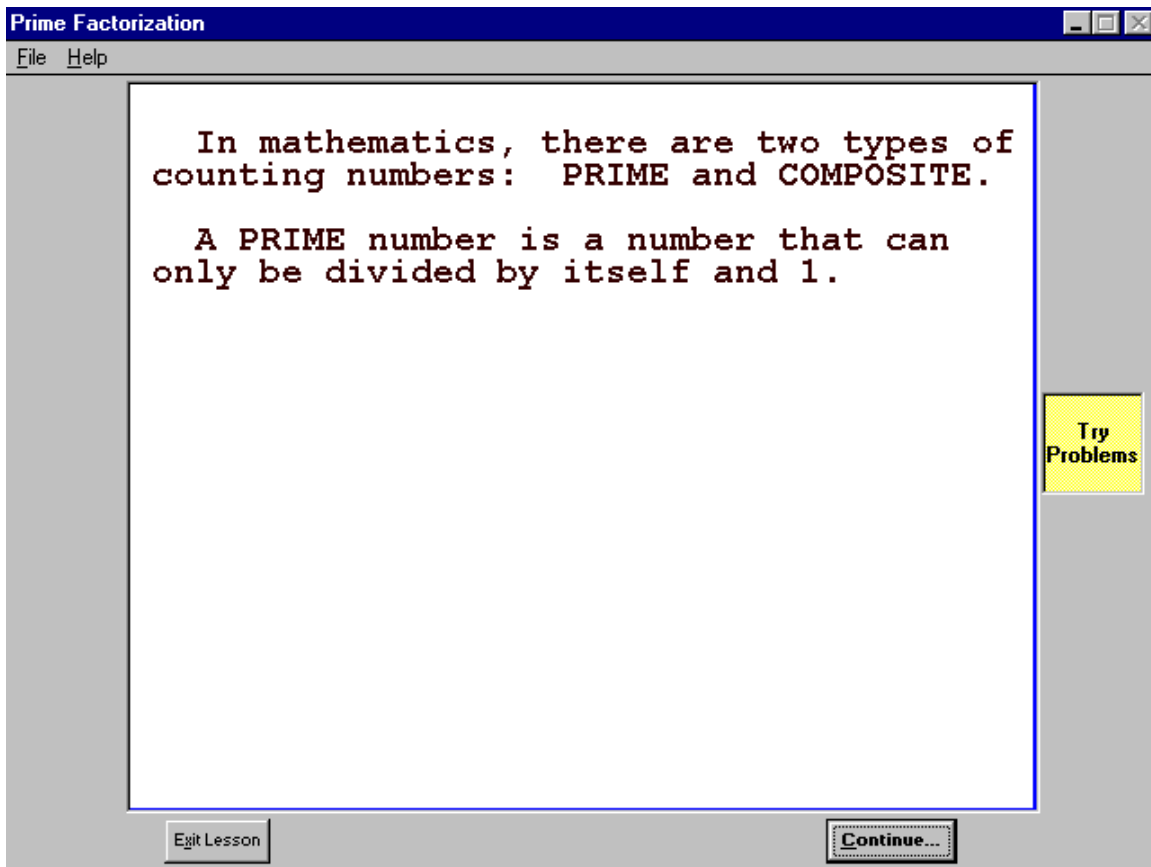 Prime Factorization
File Help
In mathematics, there are two types of
counting numbers: PRIME and COMPOSITE.
A PRIME number is a number that can
only be divided by itself and 1.
Try
Problems
Exit Lesson
Continue...